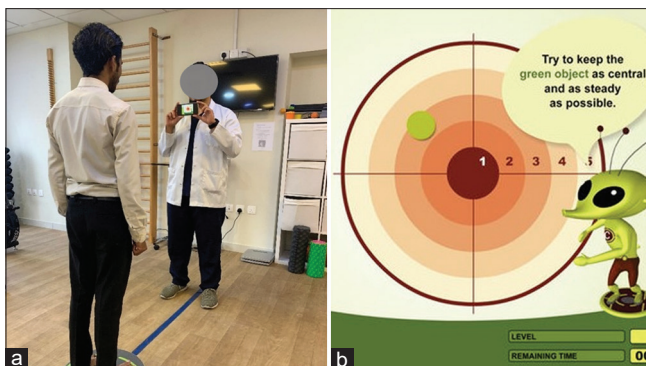 a
Try to keep the
green object as central
and as steady
as possible.
1 2 3 4 5
C
LEVEL
REMAINING TIME 00
b